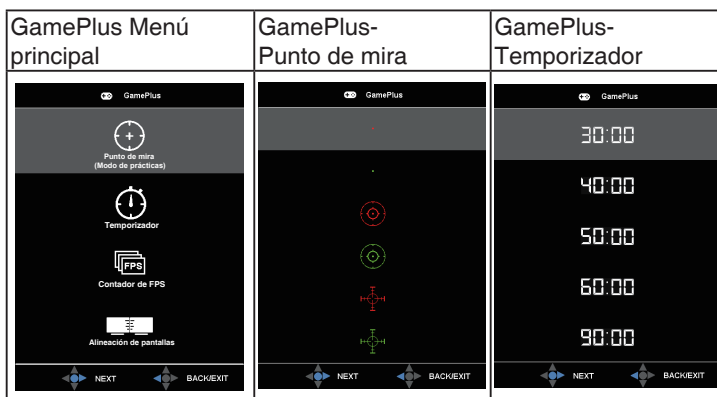 GamePlus Menú
principal
GamePlus-
Punto de mira
GamePlus-
Temporizador
GamePlus
Punto de mira
(Modo de prácticas)
Temporizador
FPS
Contador de FPS
Alineación de pantallas
NEXT BACK/EXIT
GamePlus
NEXT BACK/EXIT
GamePlus
30:00
40:00
50:00
60:00
90:00
NEXT BACK/EXIT